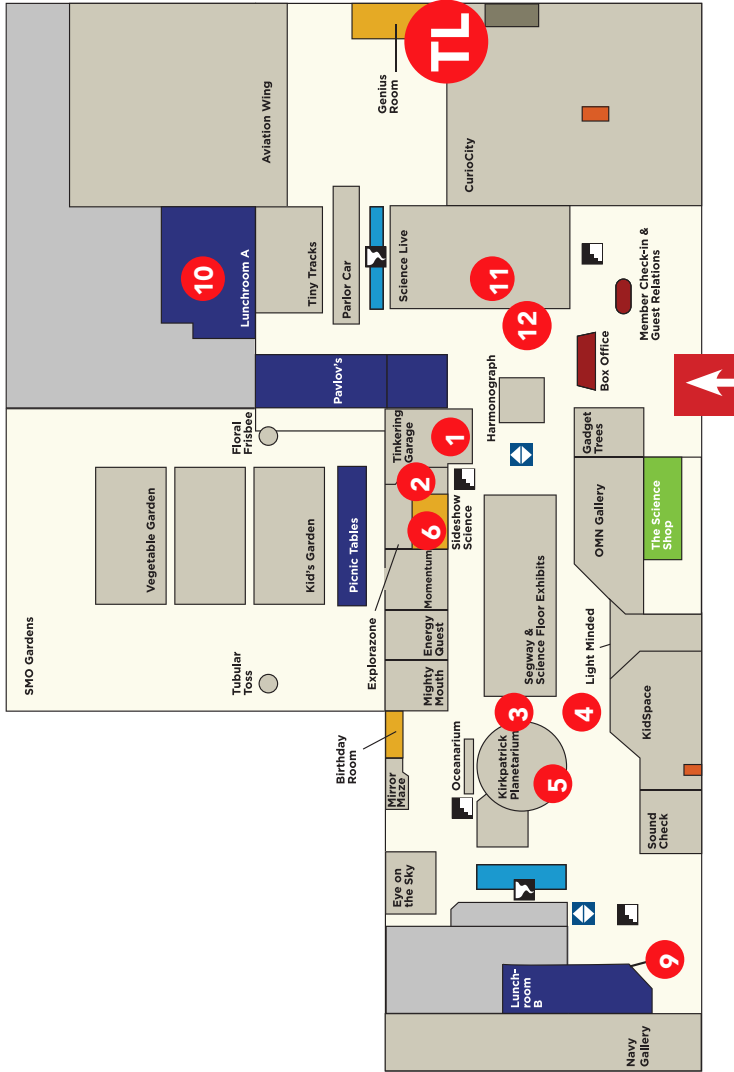 TL
Genius
Room
Aviation Wing
CurioCity
Lunchroom A
10
Tiny Tracks
Parlor Car
Science Live
11
12
Member Check-in &
Guest Relations
Box Office
Pavlov's
Harmonograph
Floral
Frisbee
Tinkering
Garage
1
Gadget
Trees
2
6
Sideshow
Science
Vegetable Garden
Kid's Garden
Picnic Tables
OMN Gallery
The Science
Shop
SMO Gardens
Explorazone
Momentum
Energy
Quest
Mighty
Mouth
Segway &
Science Floor Exhibits
Light Minded
Tubular
Toss
3
4
KidSpace
Birthday
Room
Mirror
Maze
Oceanarium
Kirkpatrick
Planetarium
5
Sound
Check
Eye on
the Sky
9
Lunch-
room
B
Navy
Gallery